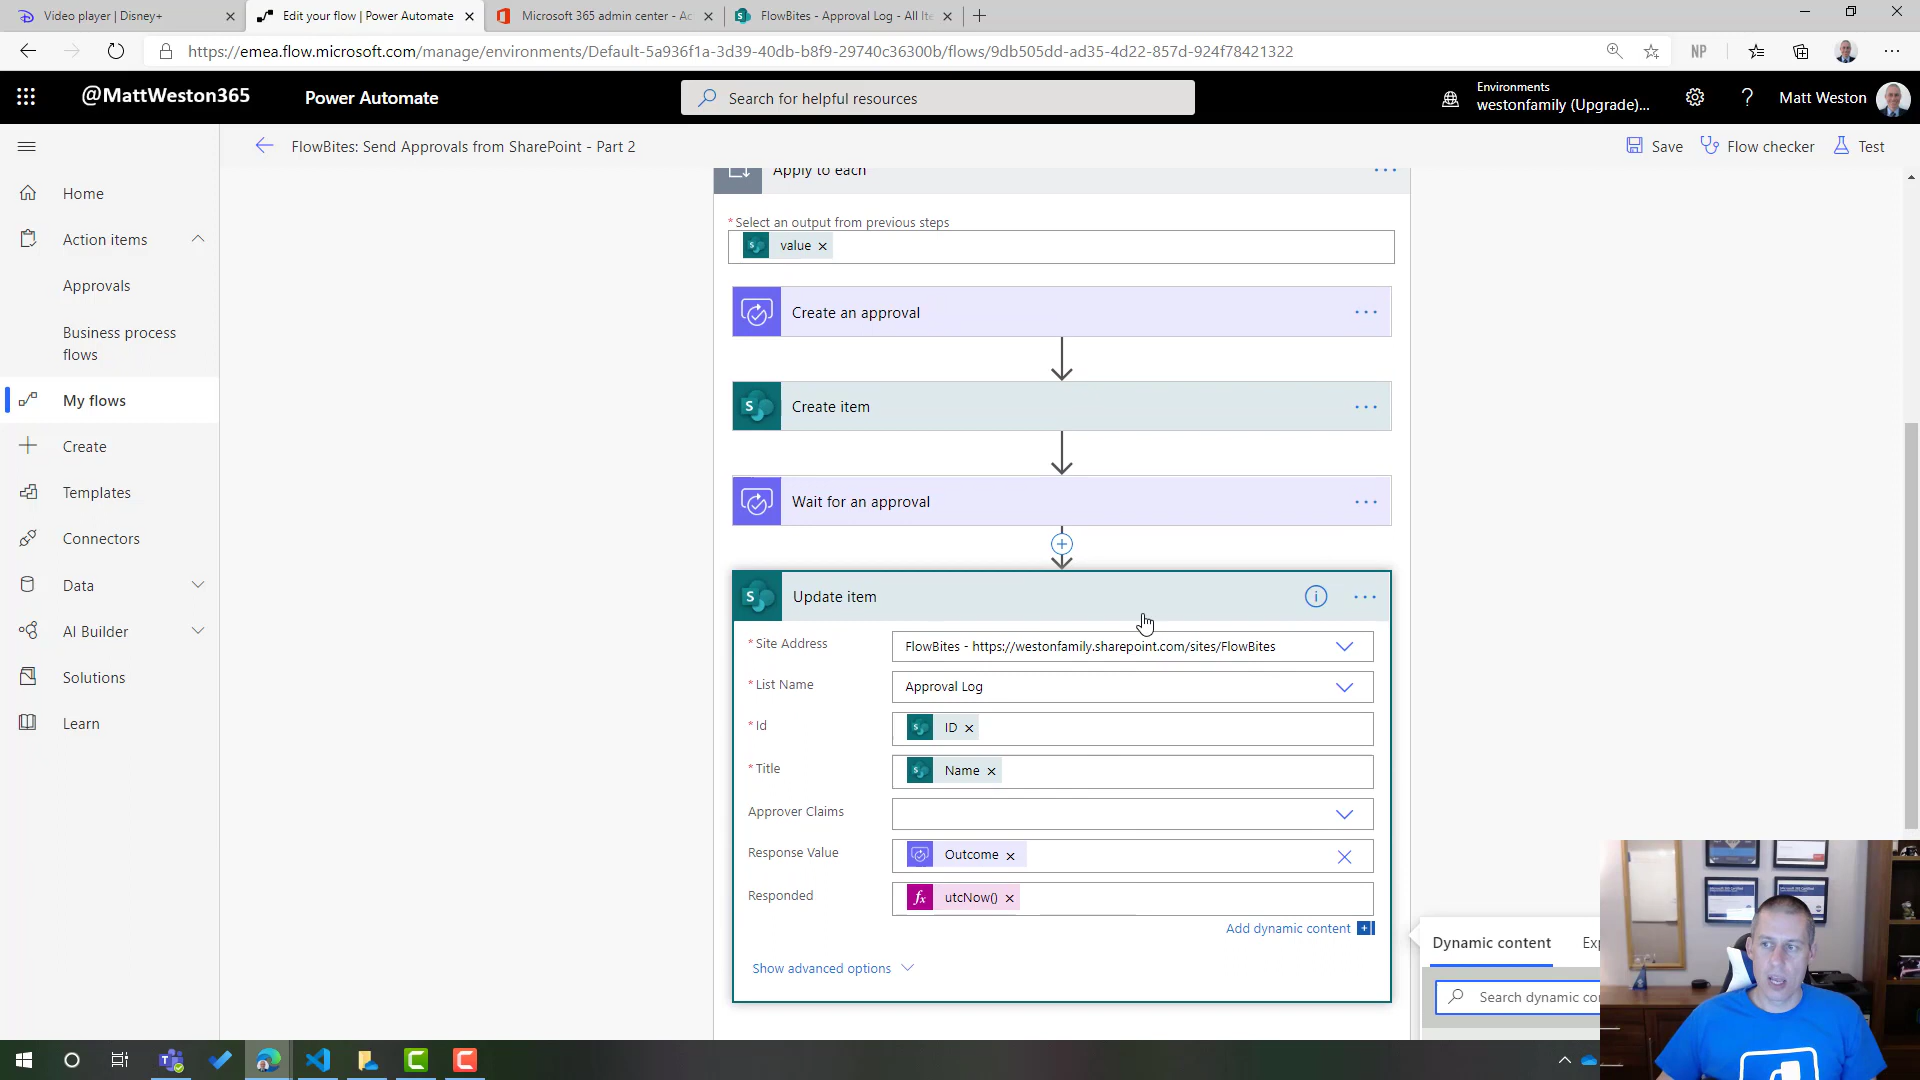 Video player | Disney+
Edit your flow | Power Automate
Microsoft 365 admin center - Ac
FlowBites - Approval Log - All Ite
https://emea.flow.microsoft.com/manage/environments/Default-5a936f1a-3d39-40db-b8f9-29740c36300b/flows/9db505dd-ad35-4d22-857d-924f78421322
NP
@MattWeston365
Power Automate
Search for helpful resources
Environments
westonfamily (Upgrade)...
?
Matt Weston
FlowBites: Send Approvals from SharePoint - Part 2
Save
Flow checker
Test
Home
Action items
Approvals
Business process
flows
My flows
Create
Templates
Connectors
Data
AI Builder
Solutions
Learn
Apply to each
* Select an output from previous steps
value
Create an approval
Create item
Wait for an approval
Update item
* Site Address
FlowBites - https://westonfamily.sharepoint.com/sites/FlowBites
* List Name
Approval Log
* Id
ID
* Title
Name
Approver Claims
Response Value
Outcome
Responded
fx utcNow()
Add dynamic content
Show advanced options
Dynamic content
Exp
Search dynamic co